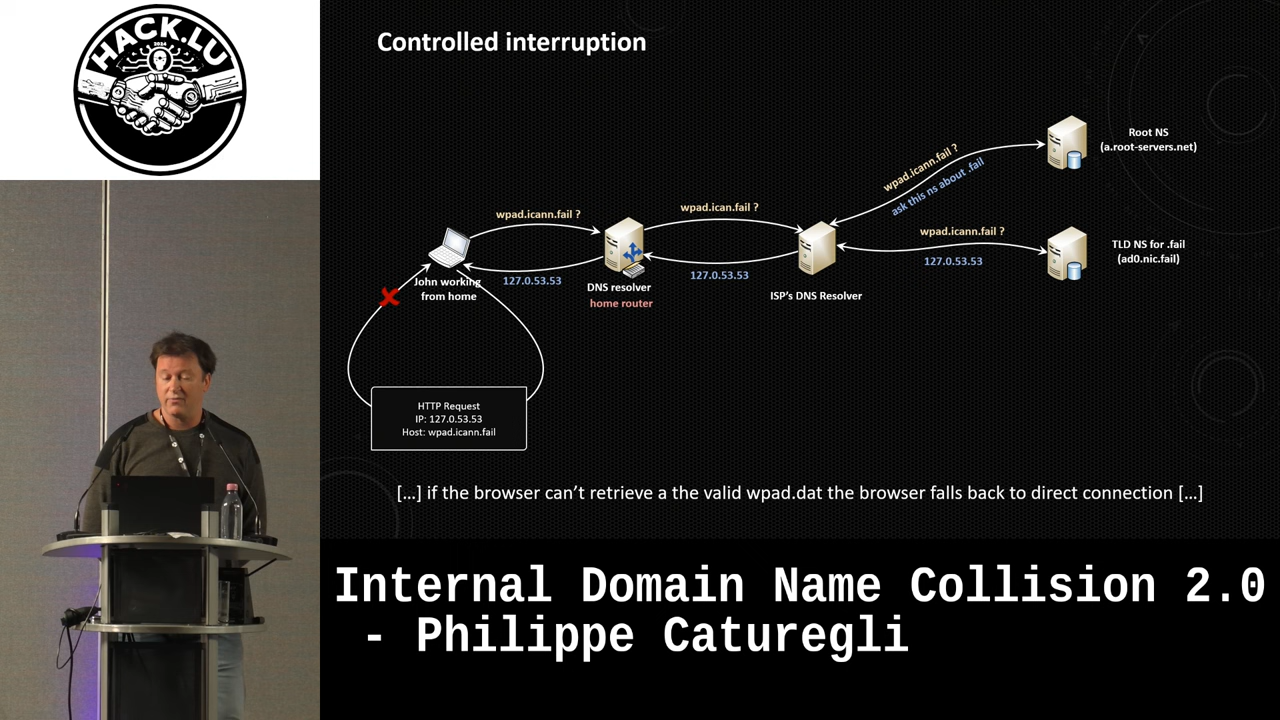 HACK.LU
2024
Controlled interruption
Root NS
(a.root-servers.net)
wpad.icann.fail ?
ask this ns about .fail
wpad.icann.fail ?
wpad.ican.fail ?
wpad.icann.fail ?
TLD NS for .fail
(ad0.nic.fail)
127.0.53.53
127.0.53.53
127.0.53.53
John working
from home
DNS resolver
home router
ISP's DNS Resolver
HTTP Request
IP: 127.0.53.53
Host: wpad.icann.fail
[...] if the browser can't retrieve a the valid wpad.dat the browser falls back to direct connection [...]
Internal Domain Name Collision 2.0
- Philippe Caturegli